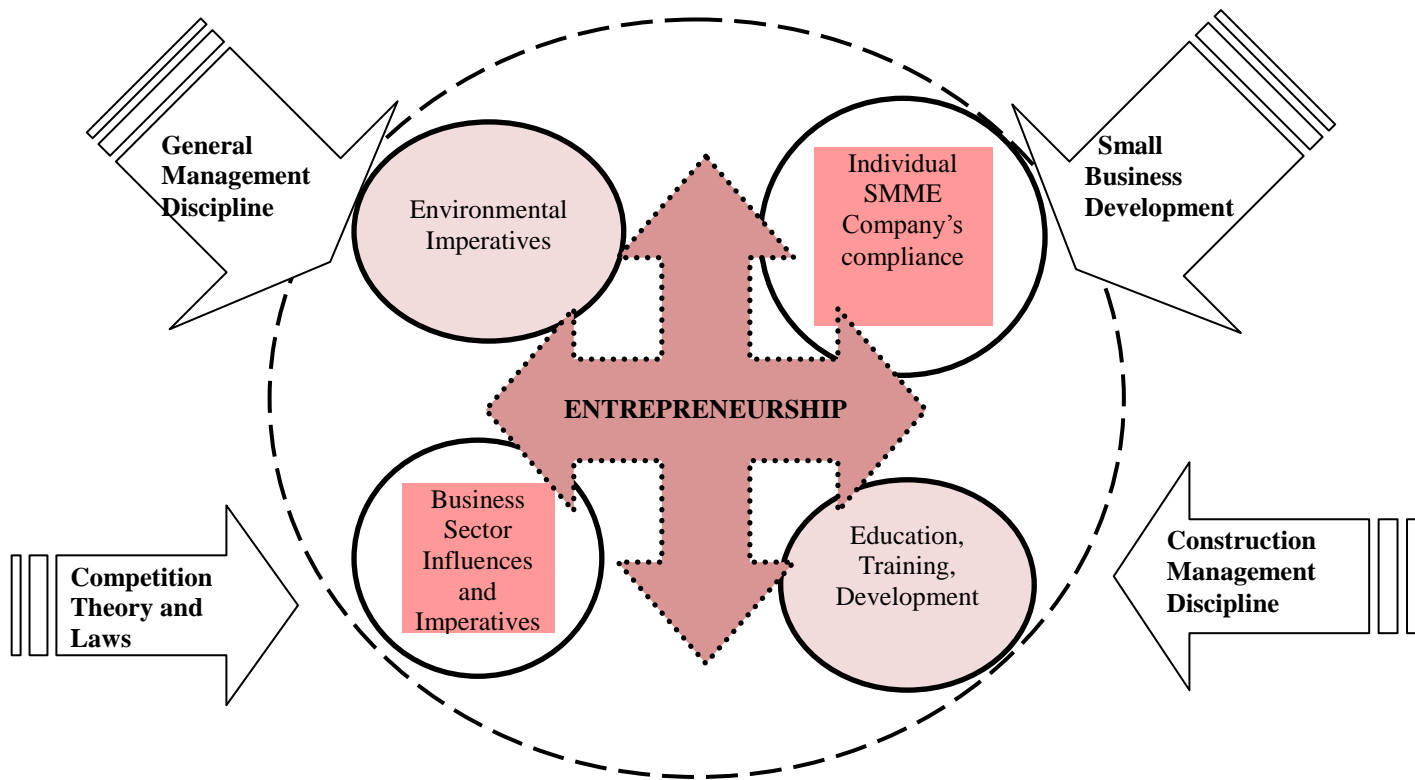 General
Management
Discipline
Environmental
Imperatives
Individual
SMME
Company’s
compliance
Small
Business
Development
ENTREPRENEURSHIP
Competition
Theory and
Laws
Business
Sector
Influences
and
Imperatives
Education,
Training,
Development
Construction
Management
Discipline